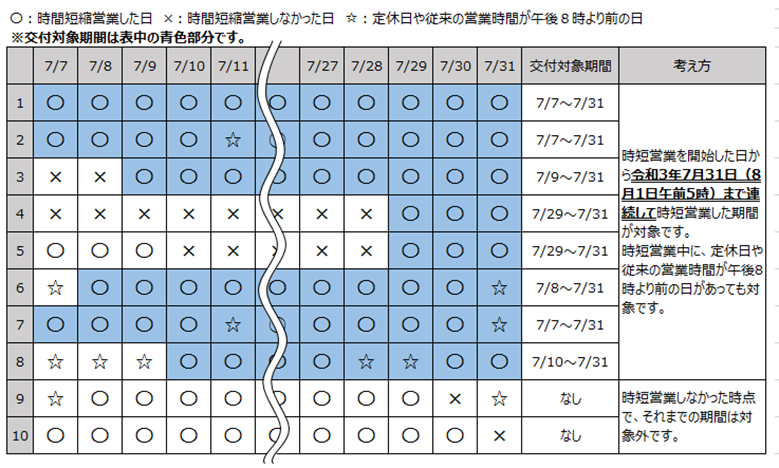 〇：時間短縮営業した日　×：時間短縮営業しなかった日　☆：定休日や従来の営業時間が午後８時より前の日
※交付対象期間は表中の青色部分です。
7/7 7/8 7/9 7/10 7/11 7/27 7/28 7/29 7/30 7/31 交付対象期間 考え方
1 〇 〇 〇 〇 〇 〇 〇 〇 〇 〇 〇 7/7～7/31
2 〇 〇 〇 〇 ☆ 〇 〇 〇 〇 〇 〇 7/7～7/31
3 × × 〇 〇 〇 〇 〇 〇 〇 〇 〇 7/9～7/31
4 × × × × × × × × 〇 〇 〇 7/29～7/31
5 〇 〇 〇 × × × × × 〇 〇 〇 7/29～7/31
6 ☆ 〇 〇 〇 〇 〇 〇 〇 〇 〇 ☆ 7/8～7/31
7 〇 〇 〇 〇 ☆ 〇 〇 〇 〇 〇 ☆ 7/7～7/31
8 ☆ ☆ ☆ 〇 〇 〇 〇 ☆ ☆ 〇 〇 7/10～7/31
時短営業を開始した日か
ら令和3年7月31日（8
月1日午前5時）まで連
続して時短営業した期間
が対象です。
時短営業中に、定休日や
従来の営業時間が午後8
時より前の日があっても対
象です。
9 ☆ 〇 〇 〇 〇 〇 〇 〇 〇 × ☆ なし
10 〇 〇 〇 〇 〇 〇 〇 〇 〇 〇 × なし
時短営業しなかった時点
で、それまでの期間は対
象外です。